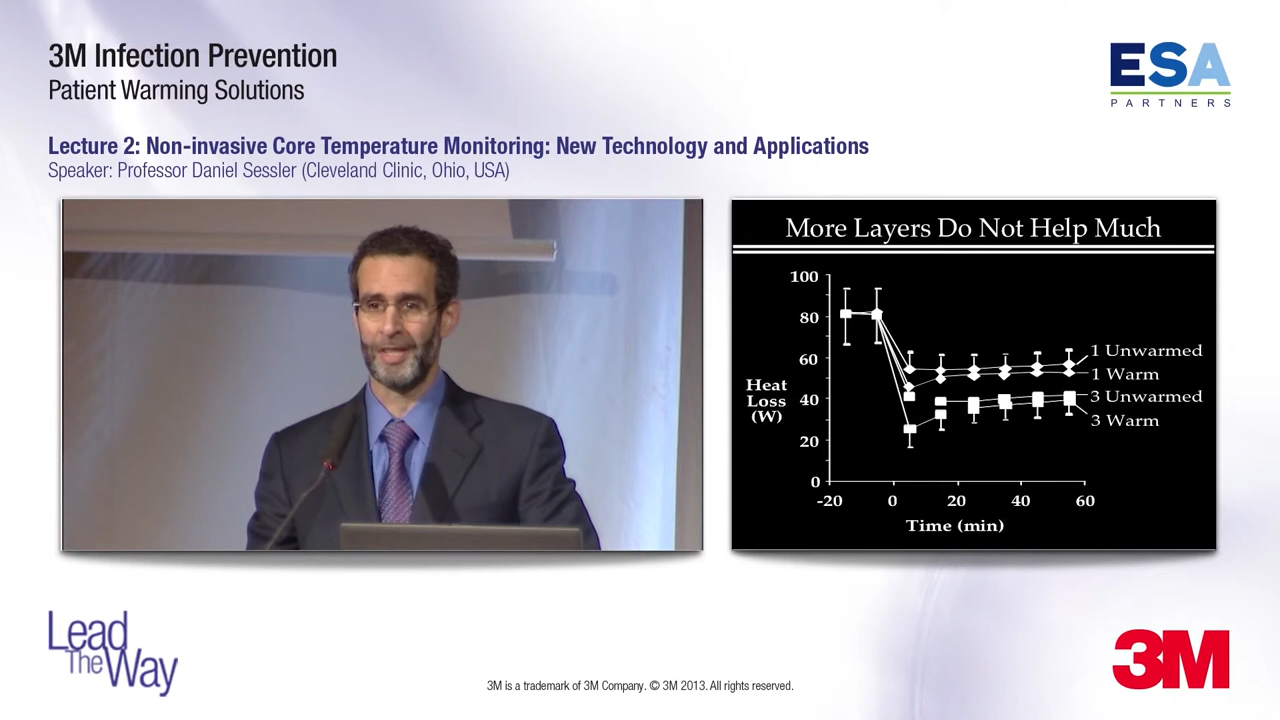 3M Infection Prevention
Patient Warming Solutions
ESA
PARTNERS
Lecture 2: Non-invasive Core Temperature Monitoring: New Technology and Applications
Speaker: Professor Daniel Sessler (Cleveland Clinic, Ohio, USA)
More Layers Do Not Help Much
100
80
60
40
20
0
Heat
Loss
(W)
1 Unwarmed
1 Warm
3 Unwarmed
3 Warm
-20 0 20 40 60
Time (min)
Lead
The Way
3M is a trademark of 3M Company. © 3M 2013. All rights reserved.
3M